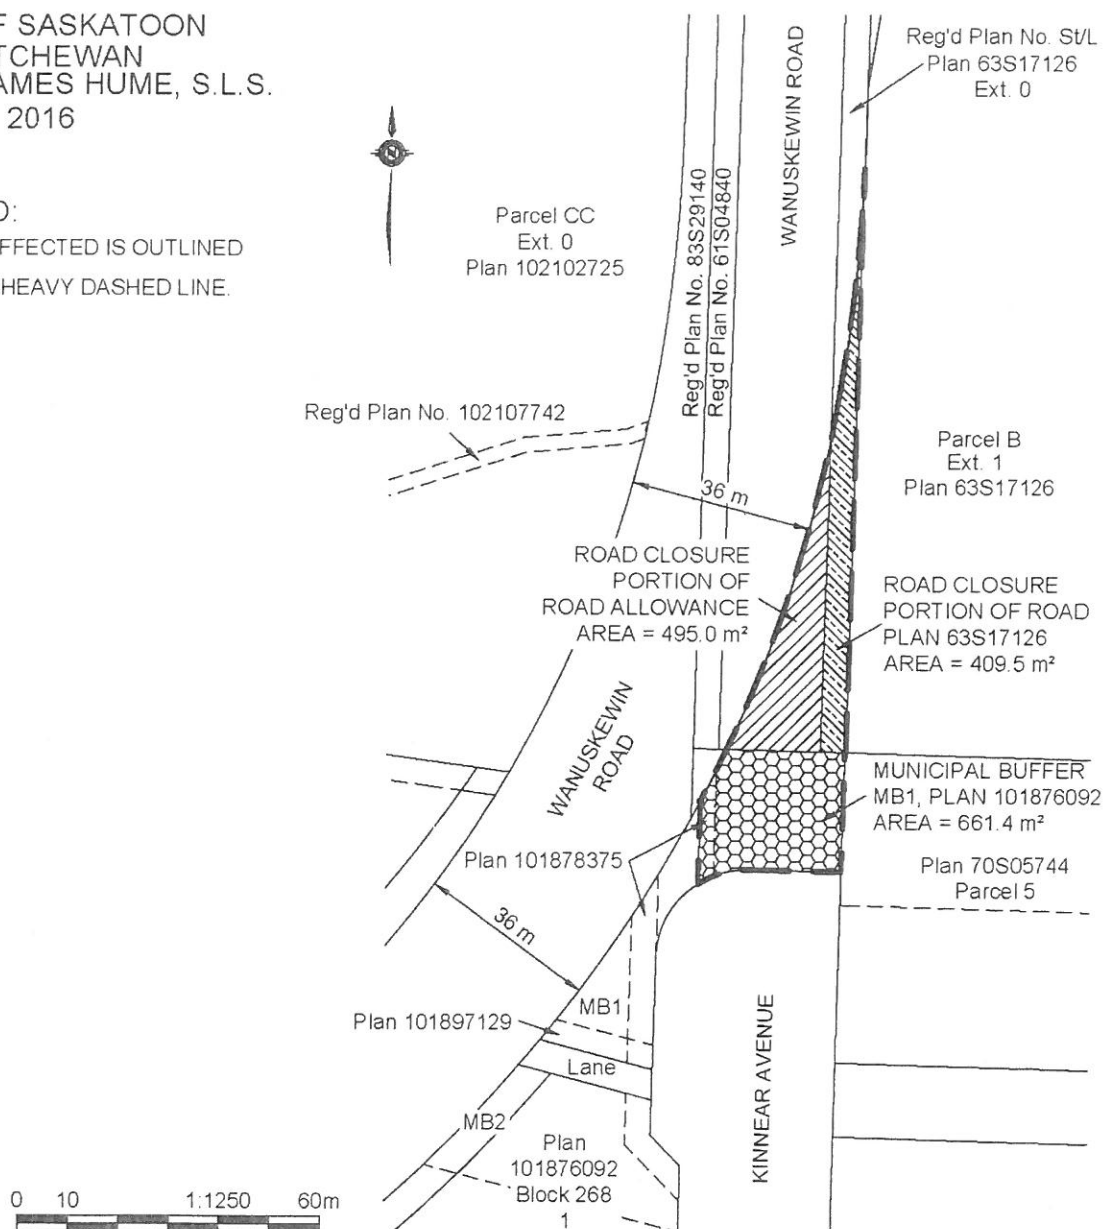 F SASKATOON
TCHEWAN
AMES HUME, S.L.S.
2016
D:
FFECTED IS OUTLINED
HEAVY DASHED LINE.
N
Parcel CC
Ext. 0
Plan 102102725
Reg'd Plan No. 83S29140
Reg'd Plan No. 61S04840
WANUSKEWIN ROAD
Reg'd Plan No. St/L
Plan 63S17126
Ext. 0
Reg'd Plan No. 102107742
36 m
Parcel B
Ext. 1
Plan 63S17126
ROAD CLOSURE
PORTION OF
ROAD ALLOWANCE
AREA = 495.0 m²
ROAD CLOSURE
PORTION OF ROAD
PLAN 63S17126
AREA = 409.5 m²
WANUSKEWIN
ROAD
MUNICIPAL BUFFER
MB1, PLAN 101876092
AREA = 661.4 m²
Plan 101878375
Plan 70S05744
Parcel 5
36 m
MB1
Plan 101897129
Lane
KINNEAR AVENUE
MB2
Plan
101876092
Block 268
1
0 10 1:1250 60m